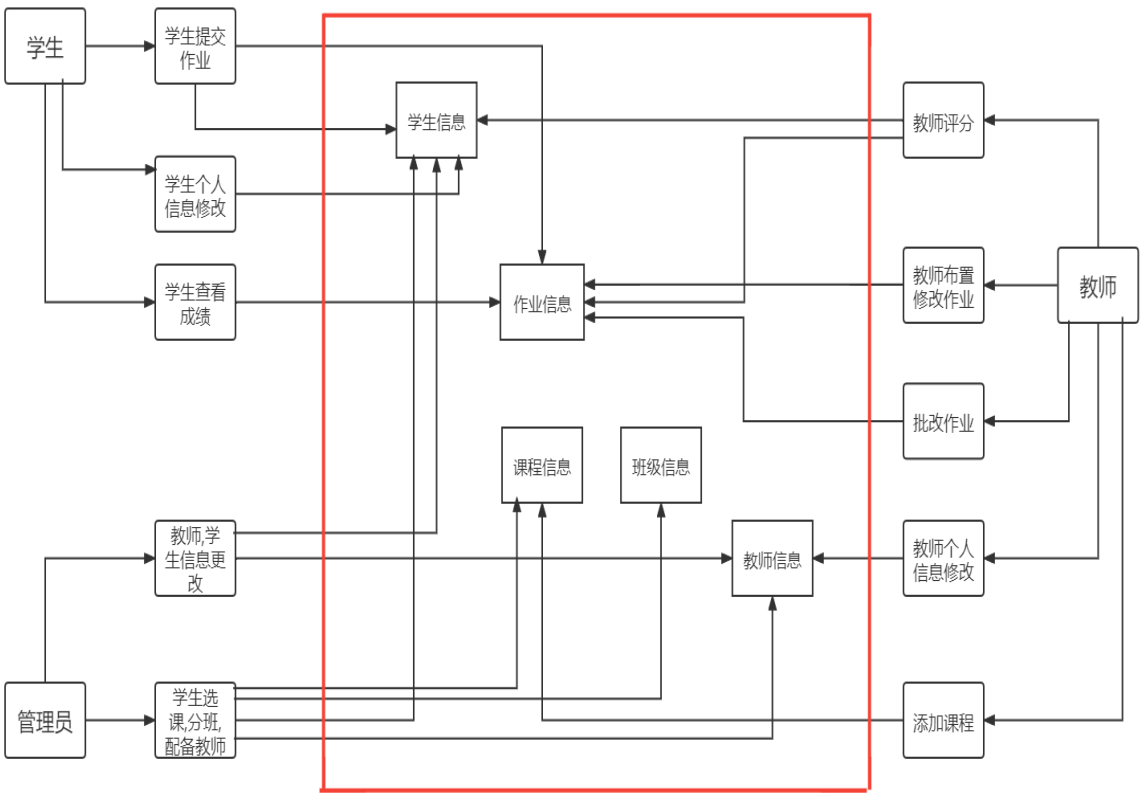 学生
学生提交
作业
学生信息
教师评分
学生个人
信息修改
学生查看
成绩
作业信息
教师布置
修改作业
教师
批改作业
课程信息
班级信息
教师,学
生信息更
改
教师信息
教师个人
信息修改
管理员
学生选
课,分班,
配备教师
添加课程